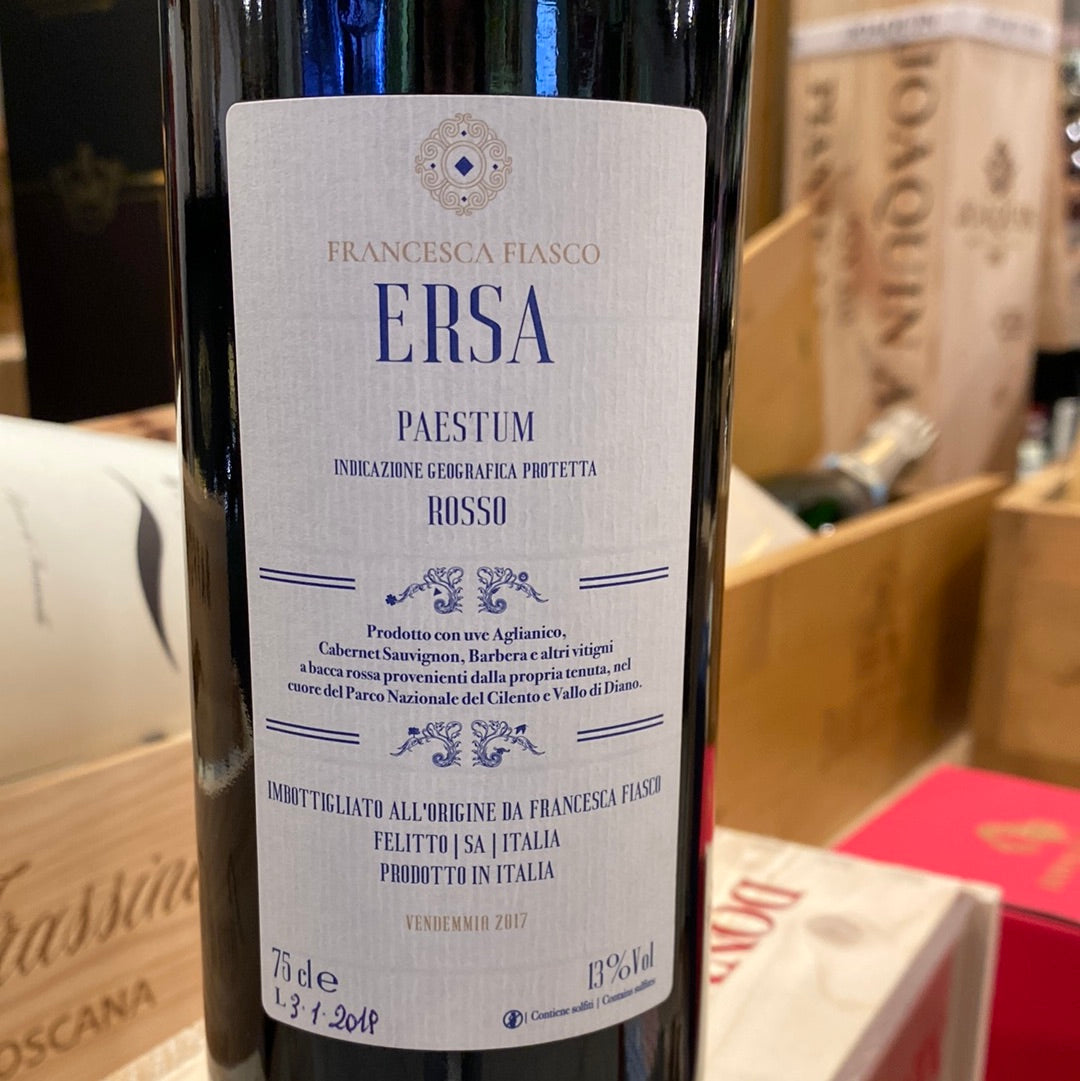 FRANCESCA FIASCO
ERSA
PAESTUM
INDICAZIONE GEOGRAFICA PROTETTA
ROSSO
Prodotto con uve Aglianico,
Cabernet Sauvignon, Barbera e altri vitigni
a bacca rossa provenienti dalla propria tenuta, nel
cuore del Parco Nazionale del Cilento e Vallo di Diano.
IMBOTTIGLIATO ALL'ORIGINE DA FRANCESCA FIASCO
FELITTO | SA | ITALIA
PRODOTTO IN ITALIA
VENDEMMIA 2017
75 cl e
13%Vol
L 3.1.2018
| Contiene solfiti | Contains sulfites
JOAQUIN